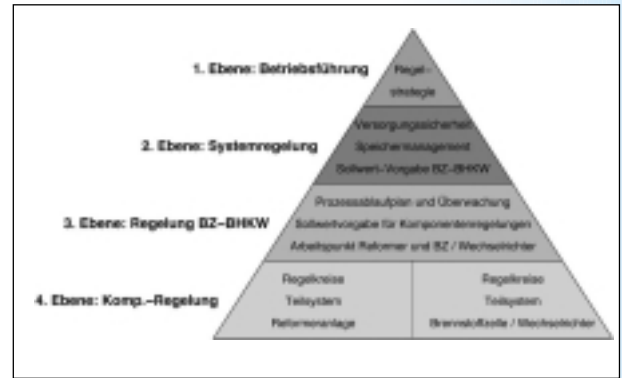 1. Ebene: Betriebsführung
Regel-
strategie
2. Ebene: Systemregelung
Versorgungssicherheit
Speichermanagement
Sollwert-Vorgabe BZ-BHKW
3. Ebene: Regelung BZ-BHKW
Prozessablaufplan und Überwachung
Sollwertvorgabe für Komponentenregelungen
Arbeitspunkt Reformer und BZ / Wechselrichter
4. Ebene: Komp.-Regelung
Regelkreise
Teilsystem
Reformeranlage
Regelkreise
Teilsystem
Brennstoffzelle / Wechselrichter